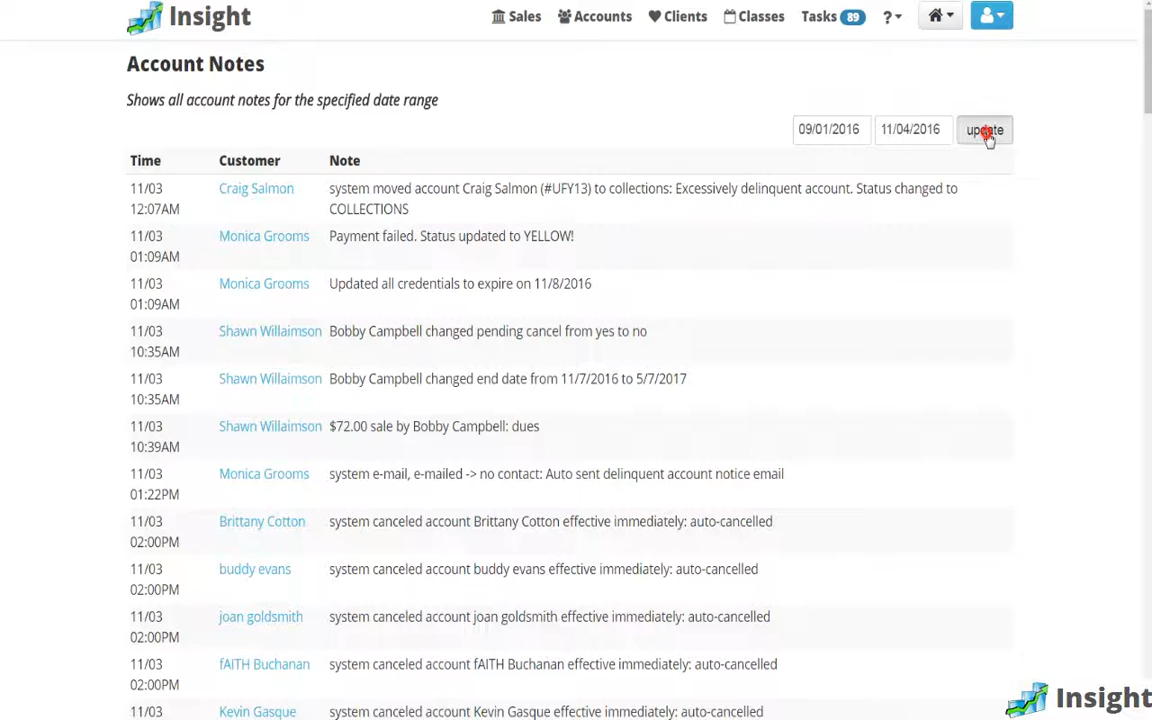 Insight
Sales Accounts Clients Classes Tasks 89 ?
Account Notes
Shows all account notes for the specified date range
09/01/2016 11/04/2016 update
Time Customer Note
11/03 Craig Salmon system moved account Craig Salmon (#UFY13) to collections: Excessively delinquent account. Status changed to
12:07AM COLLECTIONS
11/03 Monica Grooms Payment failed. Status updated to YELLOW!
01:09AM
11/03 Monica Grooms Updated all credentials to expire on 11/8/2016
01:09AM
11/03 Shawn Willaimson Bobby Campbell changed pending cancel from yes to no
10:35AM
11/03 Shawn Willaimson Bobby Campbell changed end date from 11/7/2016 to 5/7/2017
10:35AM
11/03 Shawn Willaimson $72.00 sale by Bobby Campbell: dues
10:39AM
11/03 Monica Grooms system e-mail, e-mailed -> no contact: Auto sent delinquent account notice email
01:22PM
11/03 Brittany Cotton system canceled account Brittany Cotton effective immediately: auto-cancelled
02:00PM
11/03 buddy evans system canceled account buddy evans effective immediately: auto-cancelled
02:00PM
11/03 joan goldsmith system canceled account joan goldsmith effective immediately: auto-cancelled
02:00PM
11/03 fAITH Buchanan system canceled account fAITH Buchanan effective immediately: auto-cancelled
02:00PM
11/03 Kevin Gasque system canceled account Kevin Gasque effective immediately: auto-cancelled
Insight